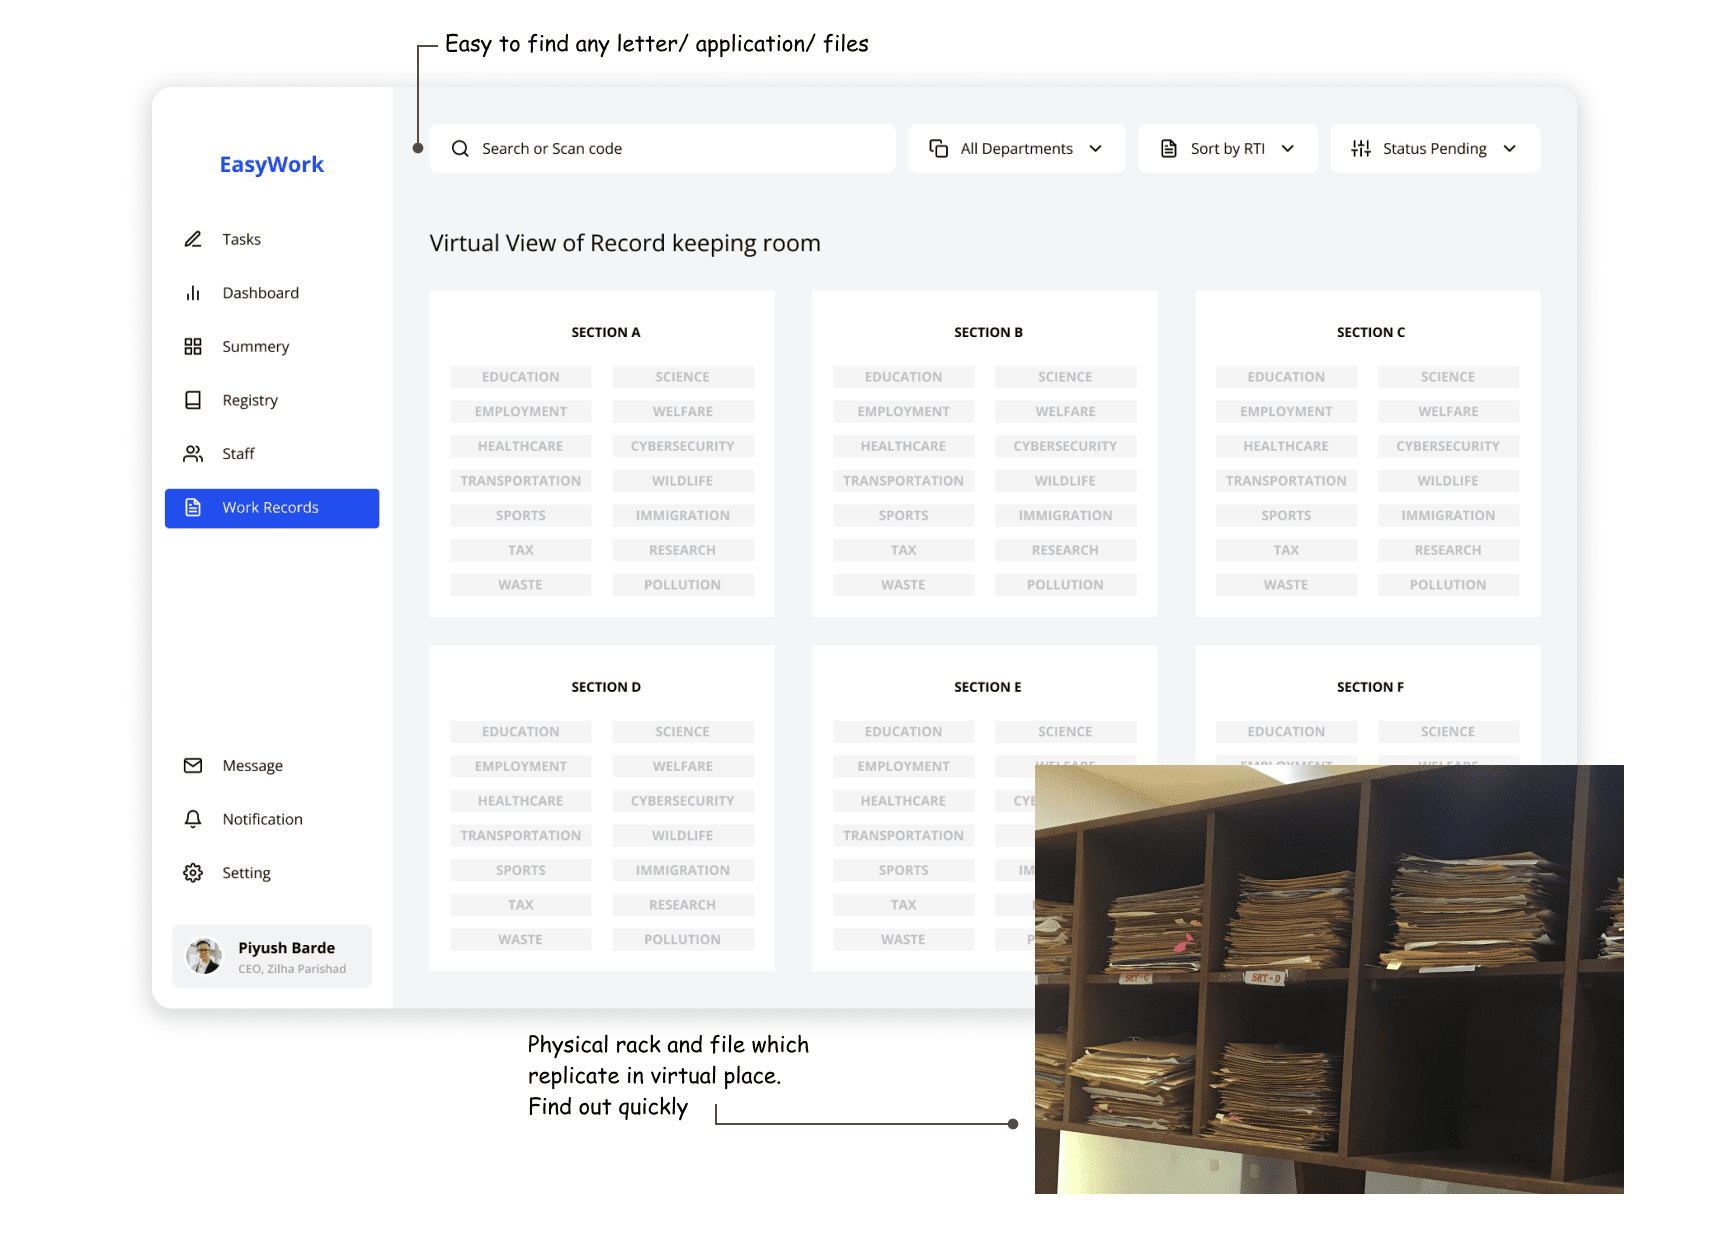 Easy to find any letter/ application/ files
EasyWork
Tasks
Dashboard
Summery
Registry
Staff
Work Records
Message
Notification
Setting
Piyush Barde
CEO, Zilha Parishad
Search or Scan code
All Departments
Sort by RTI
Status Pending
Virtual View of Record keeping room
SECTION A
EDUCATION SCIENCE
EMPLOYMENT WELFARE
HEALTHCARE CYBERSECURITY
TRANSPORTATION WILDLIFE
SPORTS IMMIGRATION
TAX RESEARCH
WASTE POLLUTION
SECTION B
EDUCATION SCIENCE
EMPLOYMENT WELFARE
HEALTHCARE CYBERSECURITY
TRANSPORTATION WILDLIFE
SPORTS IMMIGRATION
TAX RESEARCH
WASTE POLLUTION
SECTION C
EDUCATION SCIENCE
EMPLOYMENT WELFARE
HEALTHCARE CYBERSECURITY
TRANSPORTATION WILDLIFE
SPORTS IMMIGRATION
TAX RESEARCH
WASTE POLLUTION
SECTION D
EDUCATION SCIENCE
EMPLOYMENT WELFARE
HEALTHCARE CYBERSECURITY
TRANSPORTATION WILDLIFE
SPORTS IMMIGRATION
TAX RESEARCH
WASTE POLLUTION
SECTION E
EDUCATION SCIENCE
EMPLOYMENT WELFARE
HEALTHCARE CY
TRANSPORTATION
SPORTS IM
TAX
WASTE P
SECTION F
EDUCATION SCIENCE
EMPLOYMENT WELFARE
SRT-C
SRT-D
Physical rack and file which
replicate in virtual place.
Find out quickly